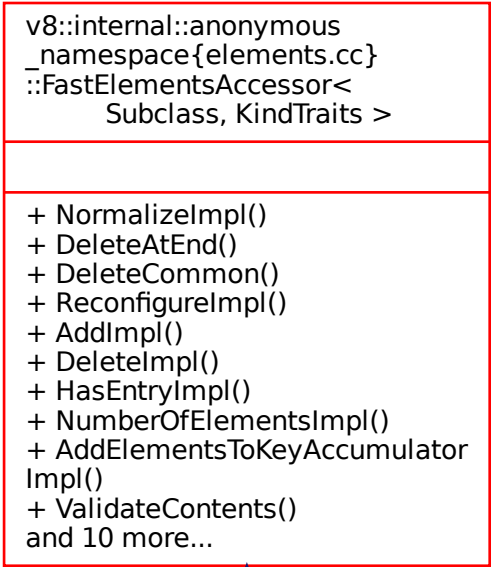 v8::internal::anonymous
_namespace{elements.cc}
::FastElementsAccessor<
Subclass, KindTraits >
+ NormalizeImpl()
+ DeleteAtEnd()
+ DeleteCommon()
+ ReconfigureImpl()
+ AddImpl()
+ DeleteImpl()
+ HasEntryImpl()
+ NumberOfElementsImpl()
+ AddElementsToKeyAccumulator
Impl()
+ ValidateContents()
and 10 more...